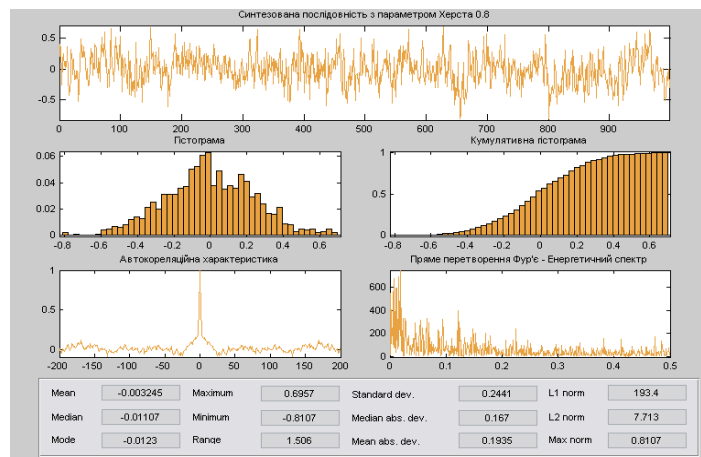 Синтезована послідовність з параметром Херста 0.8
0.5
0
-0.5
0 100 200 300 400 500 600 700 800 900
Гістограма
Кумулятивна гістограма
0.06
0.04
0.02
0
-0.8 -0.6 -0.4 -0.2 0 0.2 0.4 0.6
1
0.5
0
-0.8 -0.6 -0.4 -0.2 0 0.2 0.4 0.6
Автокореляційна характеристика
Пряме перетворення Фур'є - Енергетичний спектр
1
0.5
0
-200 -150 -100 -50 0 50 100 150 200
600
400
200
0
0 0.1 0.2 0.3 0.4 0.5
Mean -0.003245 Maximum 0.6957 Standard dev. 0.2441 L1 norm 193.4
Median -0.01107 Minimum -0.8107 Median abs. dev. 0.167 L2 norm 7.713
Mode -0.0123 Range 1.506 Mean abs. dev. 0.1935 Max norm 0.8107